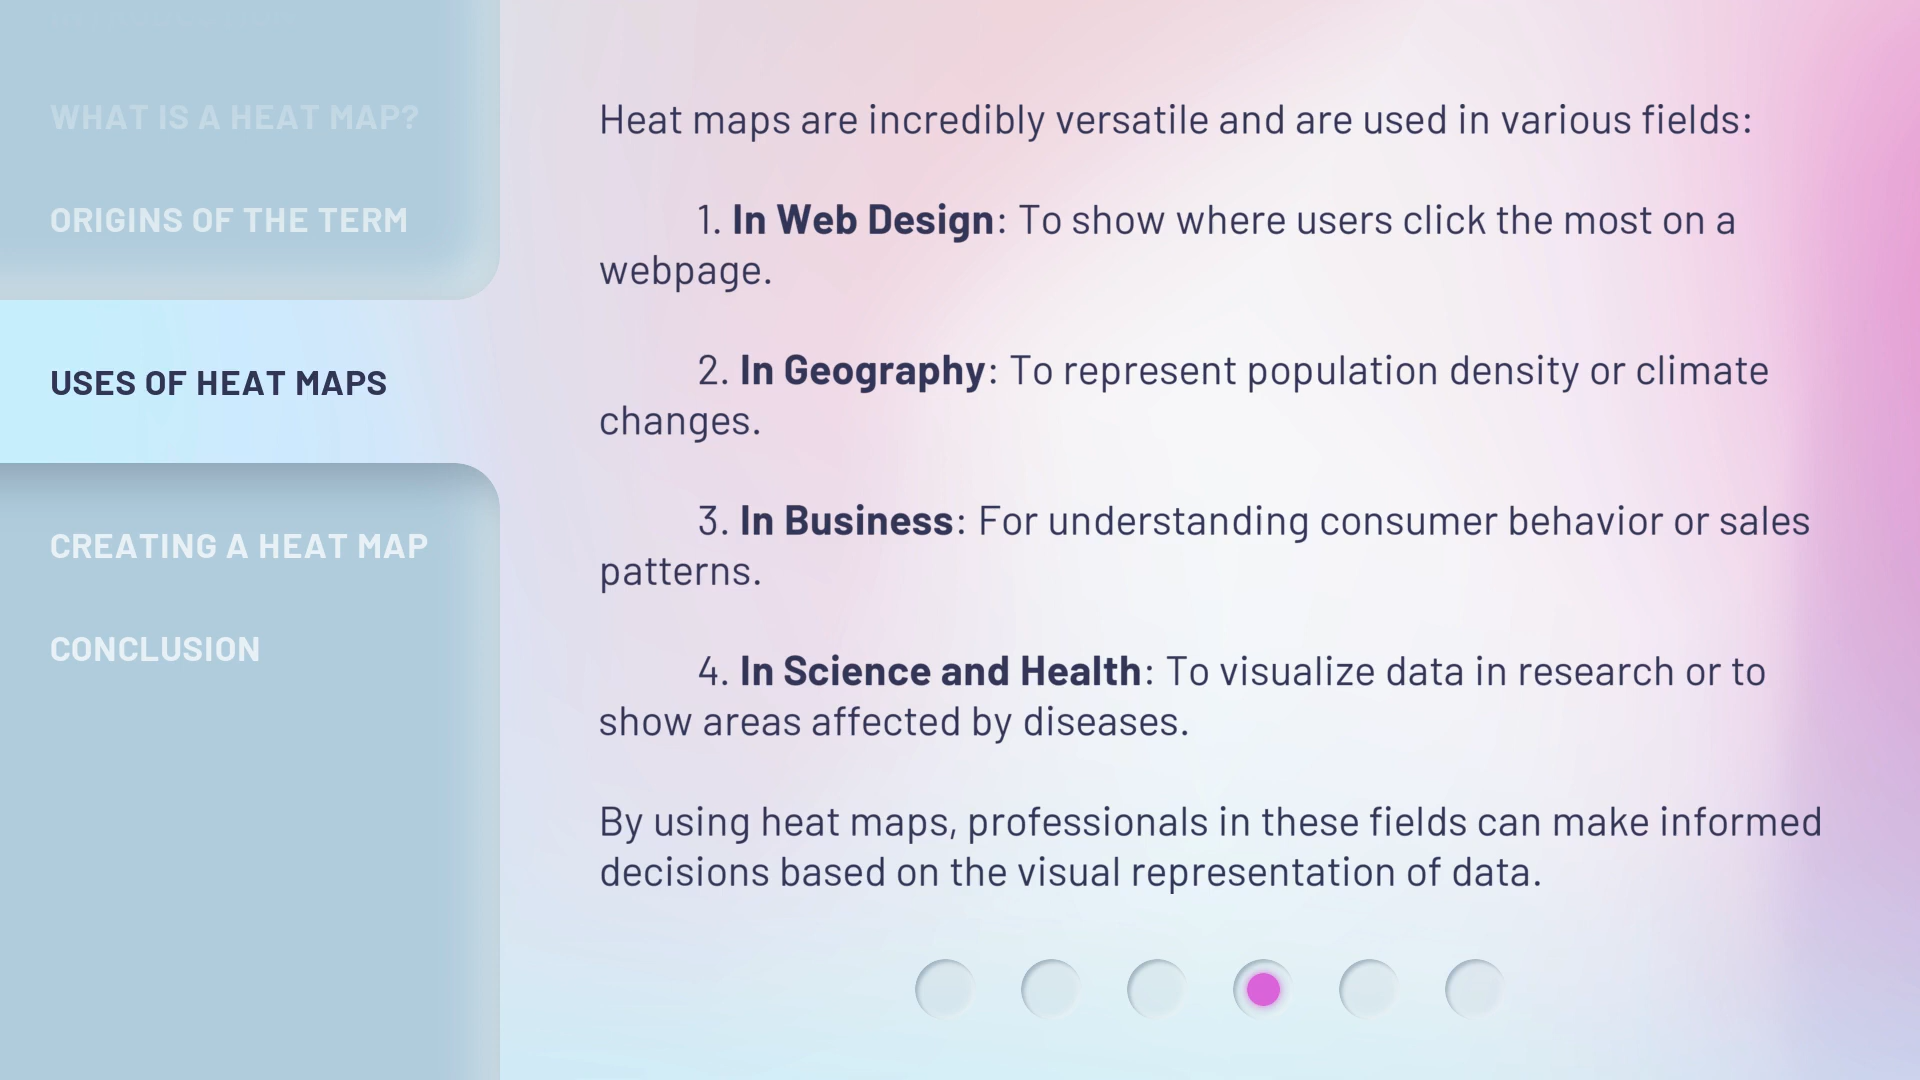 WHAT IS A HEAT MAP?
ORIGINS OF THE TERM
USES OF HEAT MAPS
CREATING A HEAT MAP
CONCLUSION
Heat maps are incredibly versatile and are used in various fields:
1. In Web Design: To show where users click the most on a
webpage.
2. In Geography: To represent population density or climate
changes.
3. In Business: For understanding consumer behavior or sales
patterns.
4. In Science and Health: To visualize data in research or to
show areas affected by diseases.
By using heat maps, professionals in these fields can make informed
decisions based on the visual representation of data.